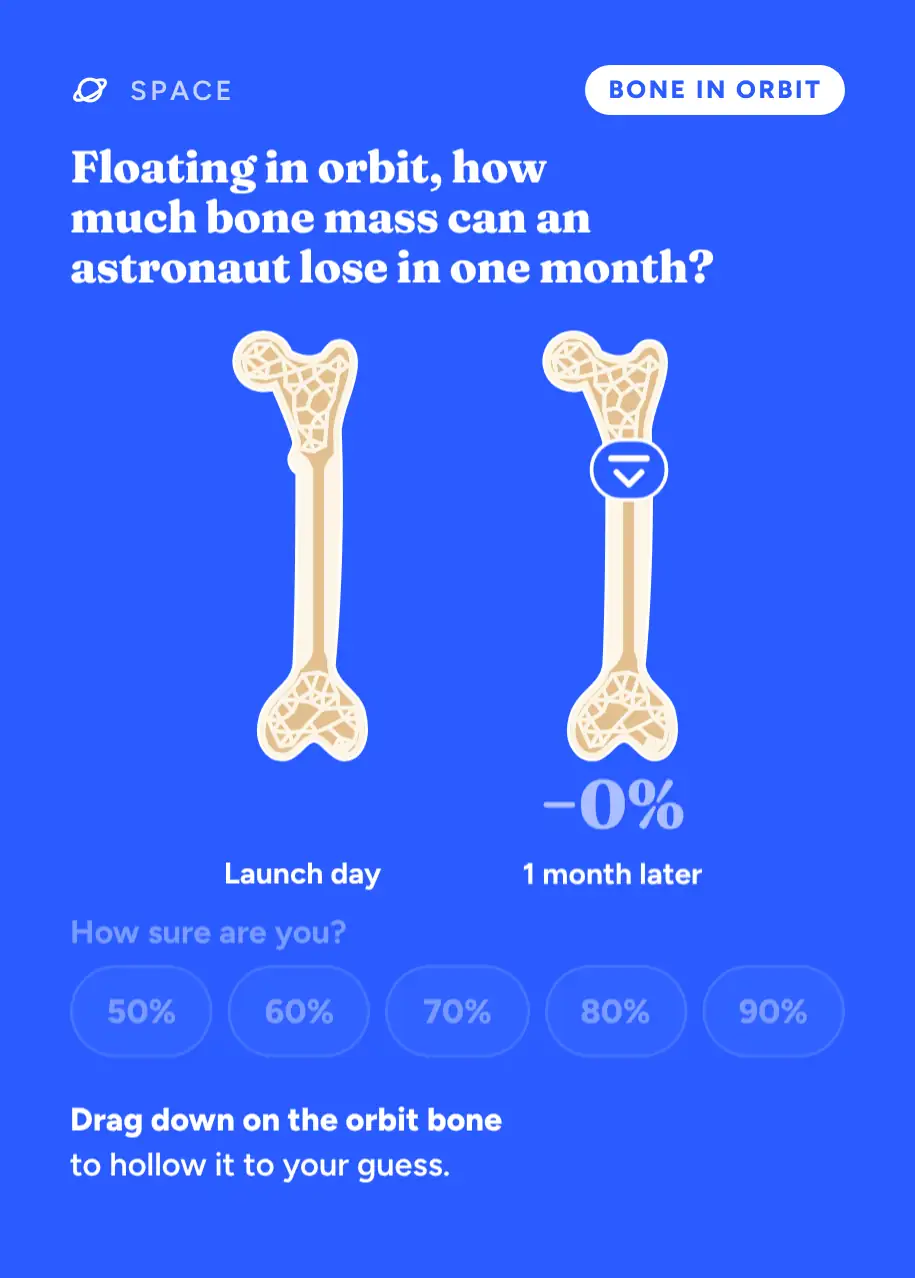 SPACE
BONE IN ORBIT
Floating in orbit, how
much bone mass can an
astronaut lose in one month?
−0%
Launch day
1 month later
How sure are you?
50%
60%
70%
80%
90%
Drag down on the orbit bone
to hollow it to your guess.